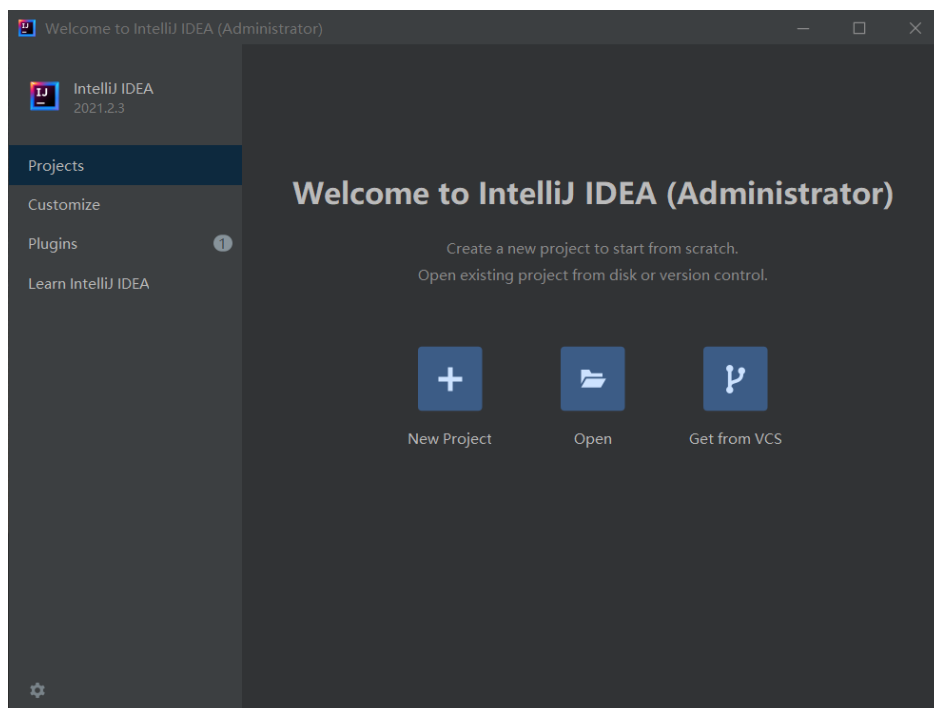 Welcome to IntelliJ IDEA (Administrator)
IJ
IntelliJ IDEA
2021.2.3
Projects
Customize
Plugins
1
Learn IntelliJ IDEA
Welcome to IntelliJ IDEA (Administrator)
Create a new project to start from scratch.
Open existing project from disk or version control.
New Project
Open
Get from VCS